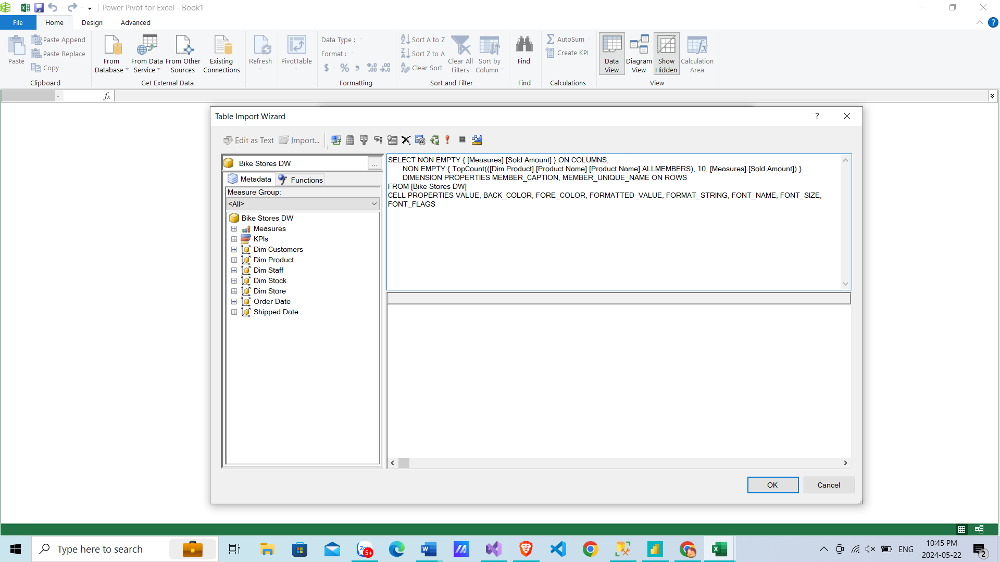 Power Pivot for Excel - Book1
File Home Design Advanced
Paste
Paste Append
Paste Replace
Copy
Clipboard
From Database
From Data Service
From Other Sources
Existing Connections
Get External Data
Refresh
PivotTable
Data Type :
Format :
$ % , .00 .00
Formatting
Sort A to Z
Sort Z to A
Clear Sort
Clear All Filters
Sort by Column
Sort and Filter
Find
Find
AutoSum
Create KPI
Calculations
Data View
Diagram View
Show Hidden
Calculation Area
View
fx
Table Import Wizard
?
Edit as Text Import...
Bike Stores DW ...
Metadata Functions
Measure Group:
<All>
Bike Stores DW
Measures
KPIs
Dim Customers
Dim Product
Dim Staff
Dim Stock
Dim Store
Order Date
Shipped Date
SELECT NON EMPTY { [Measures].[Sold Amount] } ON COLUMNS,
NON EMPTY { TopCount(([Dim Product].[Product Name].[Product Name].ALLMEMBERS), 10, [Measures].[Sold Amount]) }
DIMENSION PROPERTIES MEMBER_CAPTION, MEMBER_UNIQUE_NAME ON ROWS
FROM [Bike Stores DW]
CELL PROPERTIES VALUE, BACK_COLOR, FORE_COLOR, FORMATTED_VALUE, FORMAT_STRING, FONT_NAME, FONT_SIZE,
FONT_FLAGS
OK Cancel
Type here to search
5+
ENG
10:45 PM
2024-05-22
2